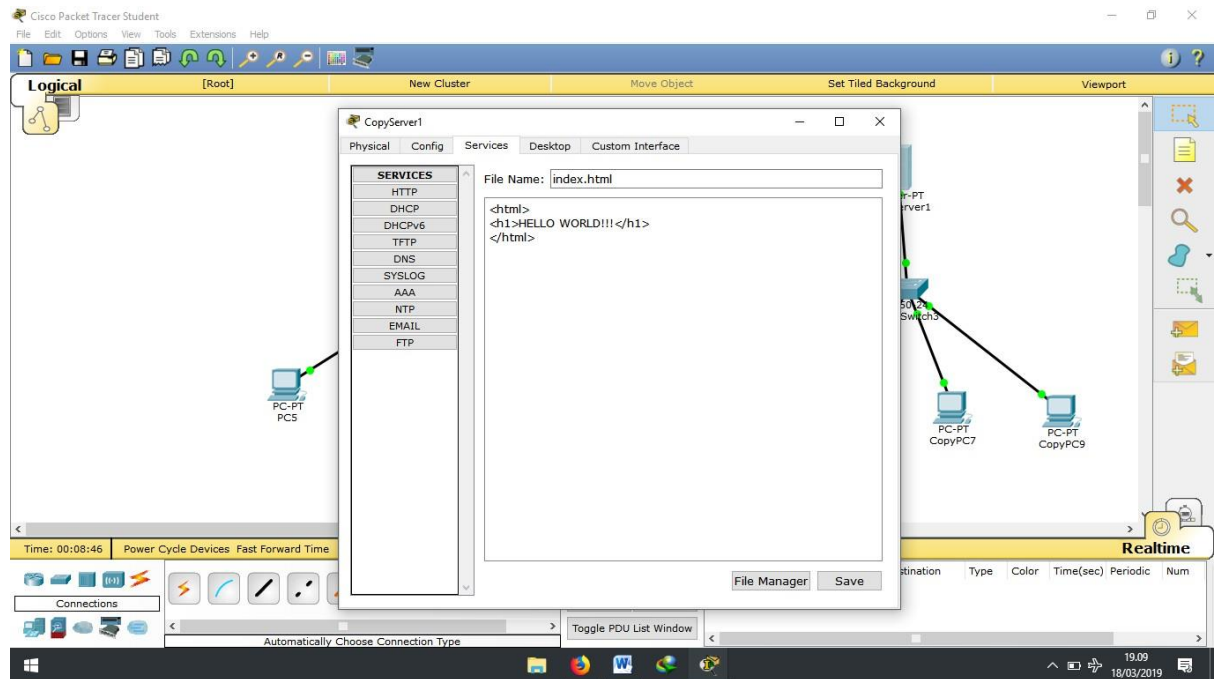 Cisco Packet Tracer Student
File Edit Options View Tools Extensions Help
Logical [Root] New Cluster Move Object Set Tiled Background Viewport
CopyServer1
Physical Config Services Desktop Custom Interface
SERVICES
HTTP
DHCP
DHCPv6
TFTP
DNS
SYSLOG
AAA
NTP
EMAIL
FTP
File Name: index.html
<html>
<h1>HELLO WORLD!!!</h1>
</html>
File Manager Save
PC-PT
PC5
Switch3
PC-PT
CopyPC7
PC-PT
CopyPC9
Time: 00:08:46 Power Cycle Devices Fast Forward Time Realtime
Connections
Automatically Choose Connection Type
Toggle PDU List Window
Type Color Time(sec) Periodic Num
19.09
18/03/2019